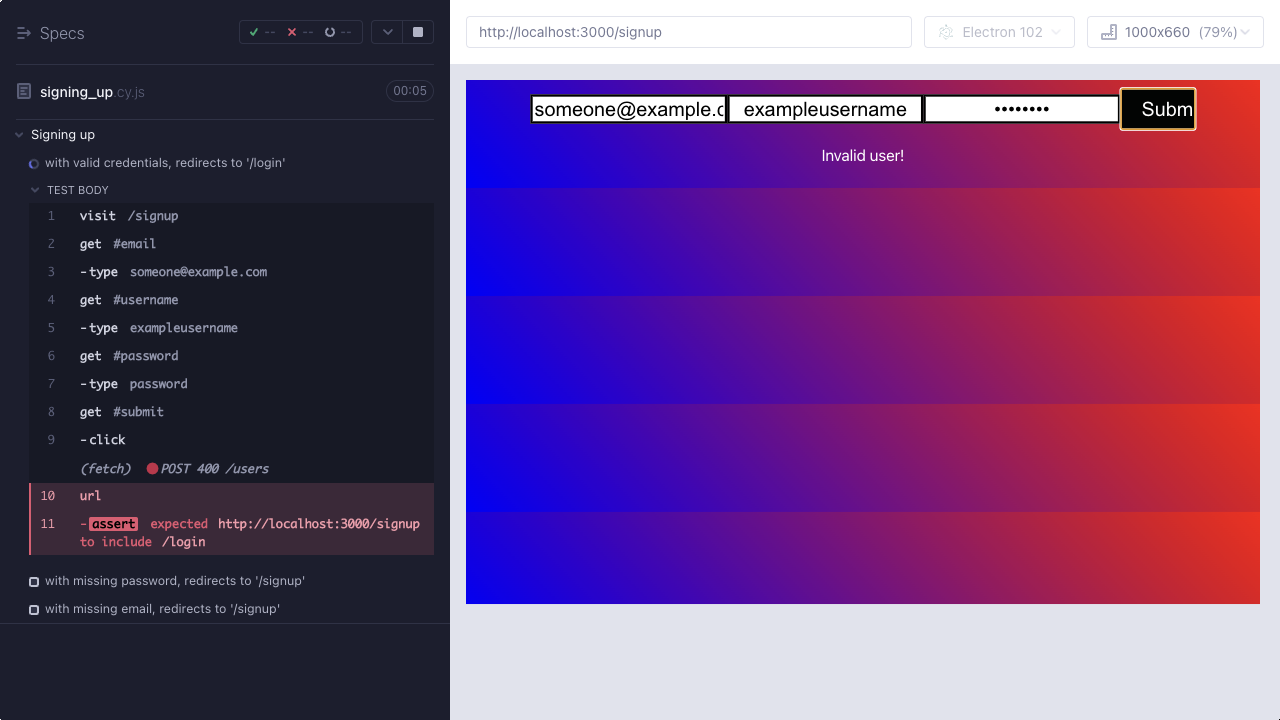 Specs
-- -- --
signing_up.cy.js
00:05
Signing up
with valid credentials, redirects to '/login'
TEST BODY
1 visit /signup
2 get #email
3 -type someone@example.com
4 get #username
5 -type exampleusername
6 get #password
7 -type password
8 get #submit
9 -click
(fetch) POST 400 /users
10 url
11 -assert expected http://localhost:3000/signup
to include /login
with missing password, redirects to '/signup'
with missing email, redirects to '/signup'
http://localhost:3000/signup
Electron 102
1000x660 (79%)
someone@example.c
exampleusername
••••••••
Subm
Invalid user!